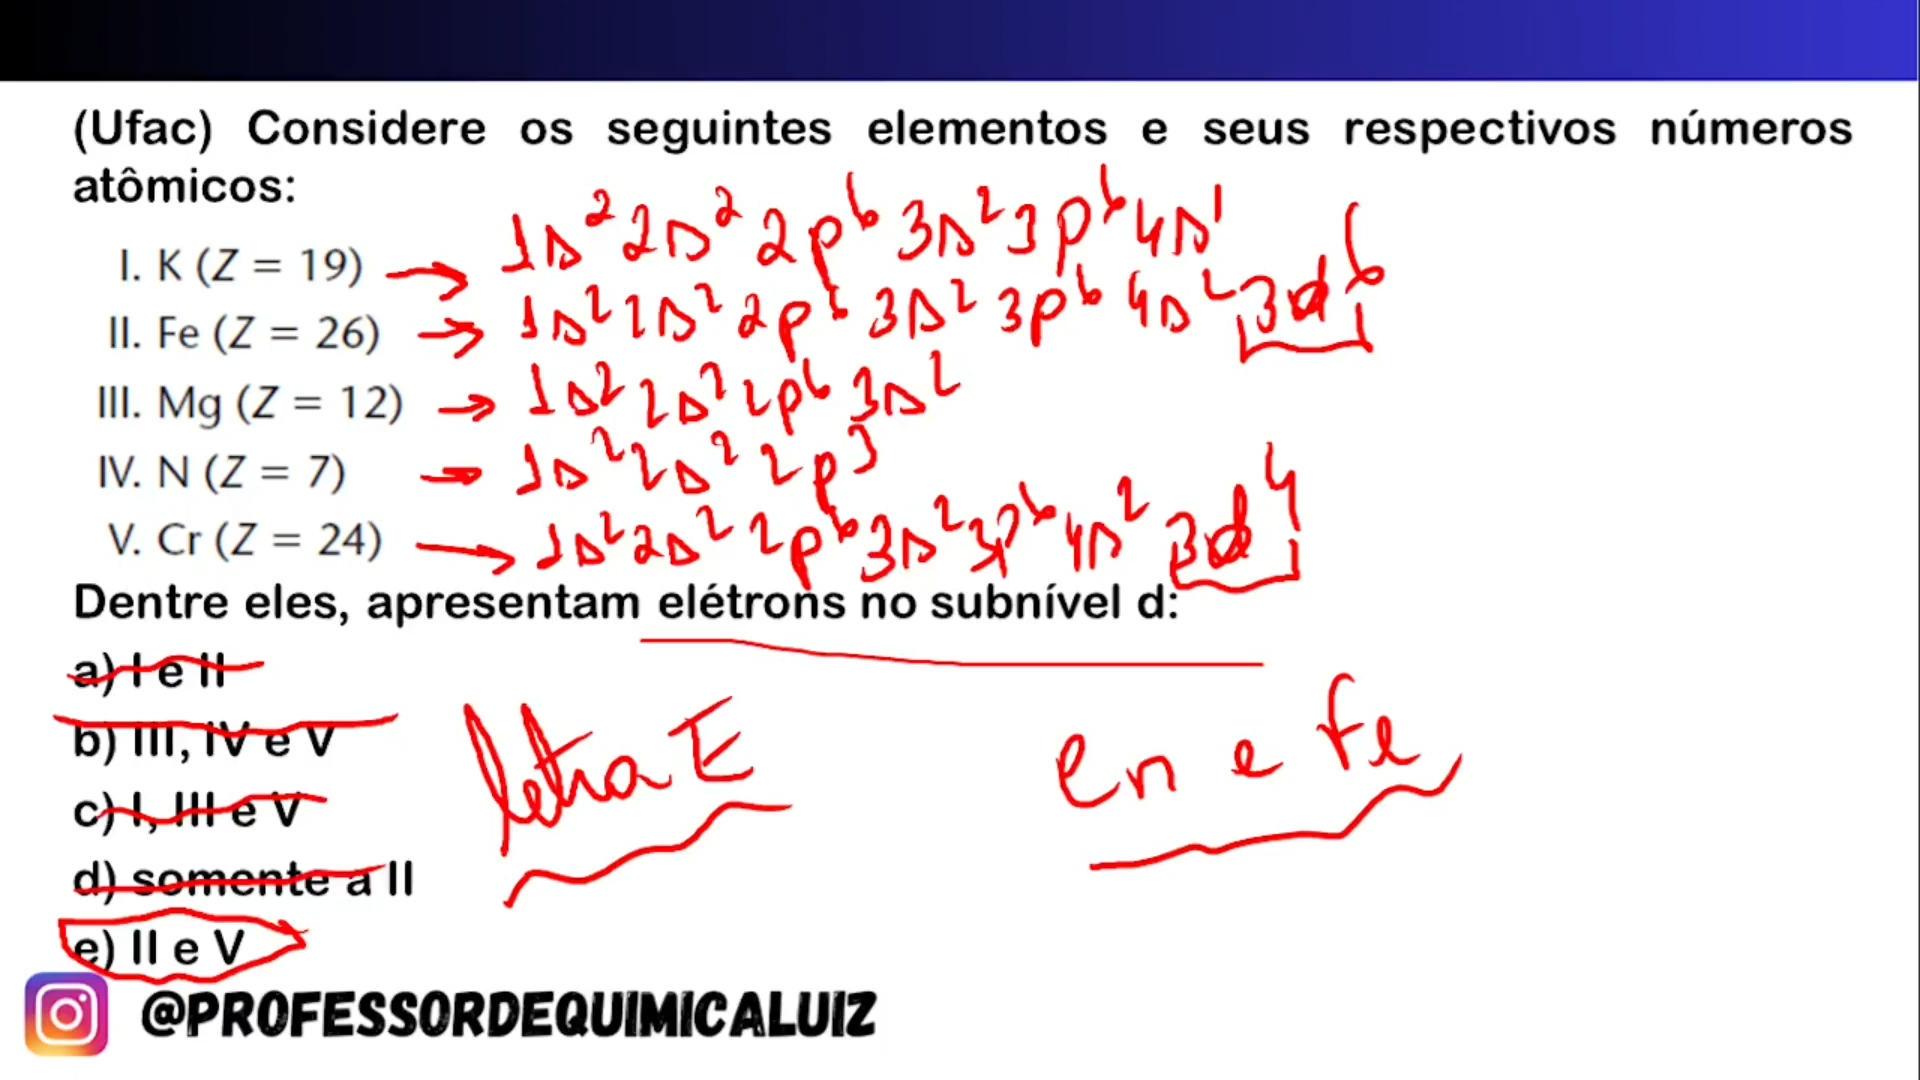 (Ufac) Considere os seguintes elementos e seus respectivos números
atômicos:
I. K (Z = 19) → 1s² 2s² 2p⁶ 3s² 3p⁶ 4s¹
II. Fe (Z = 26) → 1s² 2s² 2p⁶ 3s² 3p⁶ 4s² 3d⁶
III. Mg (Z = 12) → 1s² 2s² 2p⁶ 3s²
IV. N (Z = 7) → 1s² 2s² 2p³
V. Cr (Z = 24) → 1s² 2s² 2p⁶ 3s² 3p⁶ 4s² 3d⁴
Dentre eles, apresentam elétrons no subnível d:
a) I e II
b) III, IV e V
c) I, III e V
d) somente a II
e) II e V
letra E
e Fe
@PROFESSORDEQUIMICALUIZ